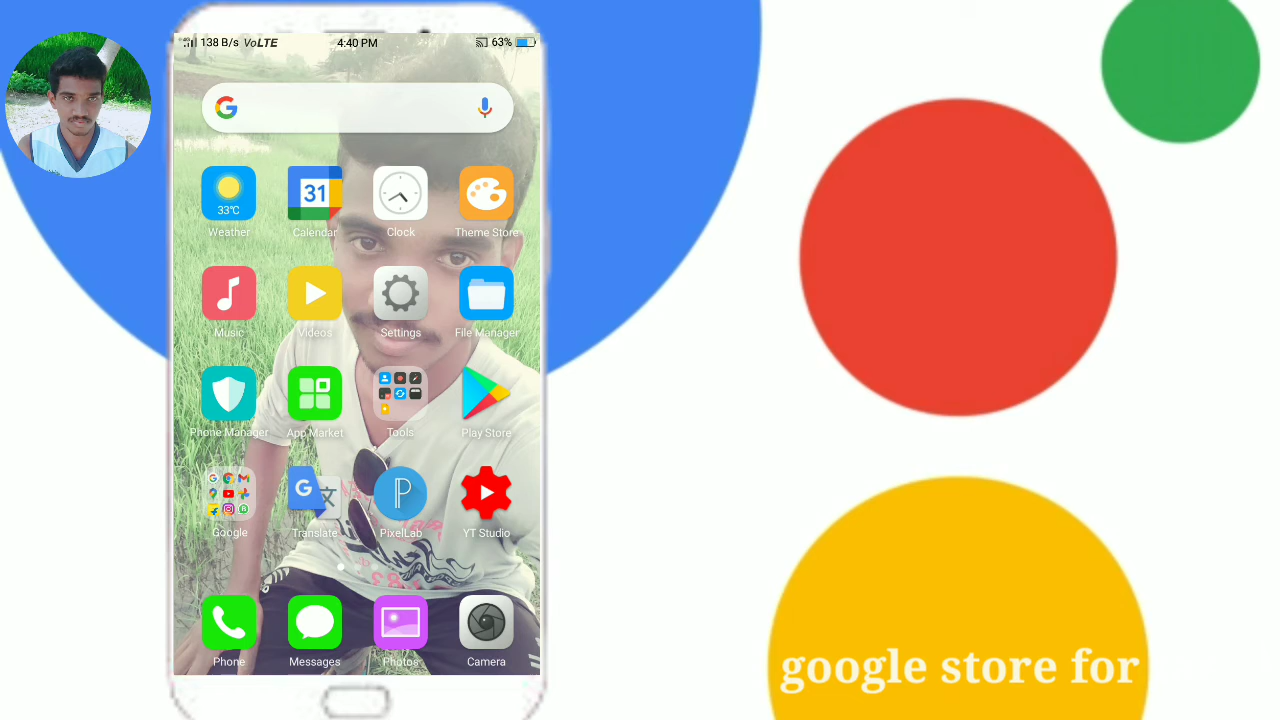 138 B/s VoLTE 4:40 PM 63%
33℃ 31
Weather Calendar Clock Theme Store
Music Videos Settings File Manager
Phone Manager App Market Tools Play Store
Google Translate PixelLab YT Studio
Phone Messages Photos Camera
google store for